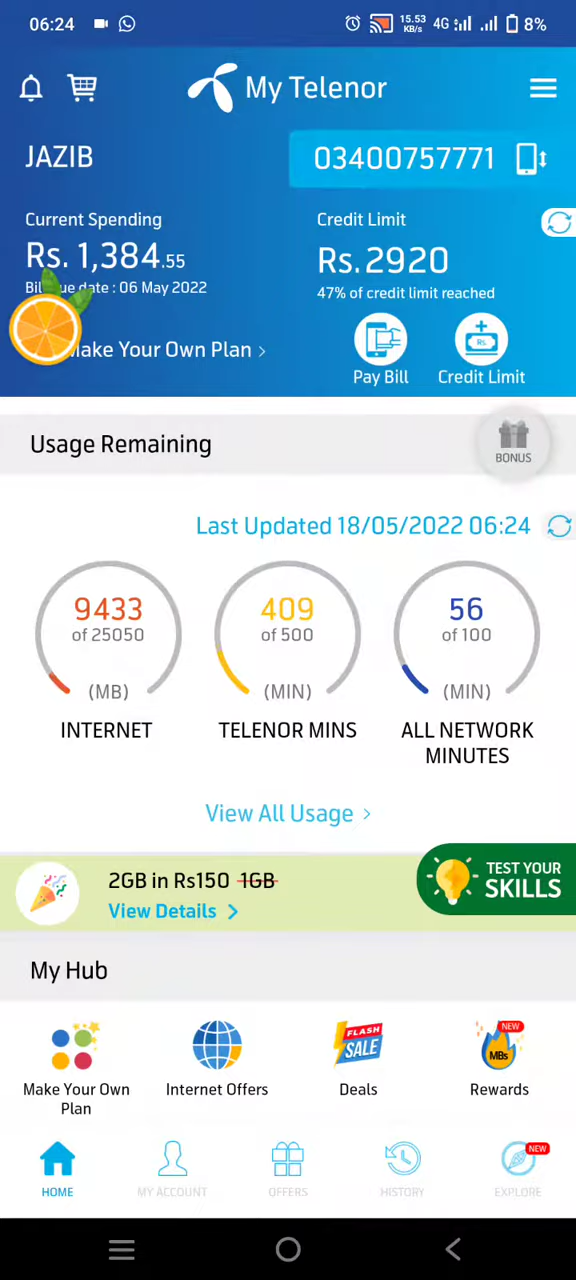 06:24
15.53
KB/s
4G
8%
My Telenor
JAZIB
03400757771
Current Spending
Credit Limit
Rs. 1,384.55
Rs.2920
date : 06 May 2022
47% of credit limit reached
Make Your Own Plan >
Rs.
Pay Bill
Credit Limit
Usage Remaining
BONUS
Last Updated 18/05/2022 06:24
9433
of 25050
(MB)
INTERNET
409
of 500
(MIN)
TELENOR MINS
56
of 100
(MIN)
ALL NETWORK
MINUTES
View All Usage >
2GB in Rs150 1GB
View Details >
TEST YOUR
SKILLS
My Hub
Make Your Own
Plan
Internet Offers
FLASH
SALE
Deals
NEW
MBs
Rewards
HOME
MY ACCOUNT
OFFERS
HISTORY
NEW
EXPLORE